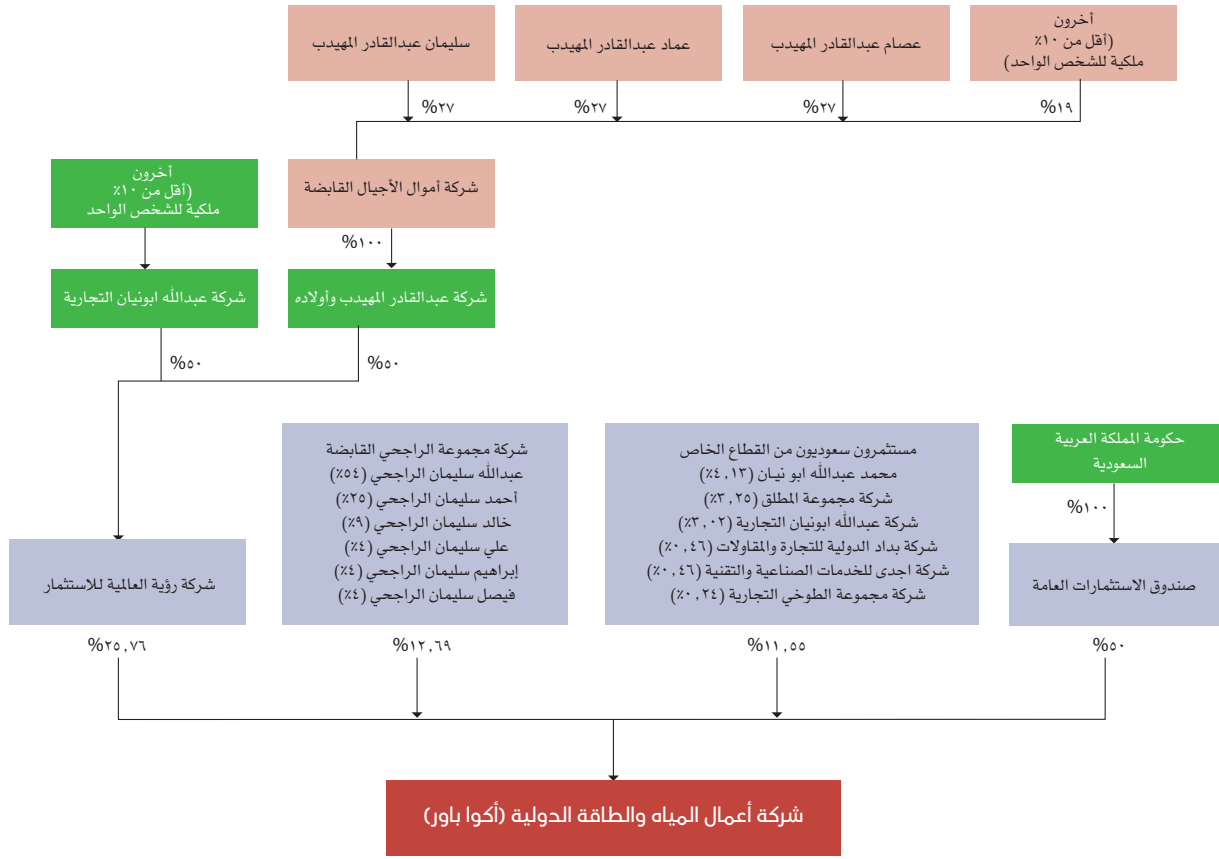 أخرون
(أقل من ١٠٪
ملكية للشخص الواحد)
عصام عبدالقادر المهيدب
عماد عبدالقادر المهيدب
سليمان عبدالقادر المهيدب
%١٩
%٢٧
%٢٧
%٢٧
شركة أموال الأجيال القابضة
أخرون
(أقل من ١٠٪
ملكية للشخص الواحد
%١٠٠
شركة عبدالقادر المهيدب وأولاده
شركة عبدالله ابونيان التجارية
%٥٠
%٥٠
حكومة المملكة العربية
السعودية
%١٠٠
صندوق الاستثمارات العامة
مستثمرون سعوديون من القطاع الخاص
محمد عبدالله ابو نيان (٤,١٣٪)
شركة مجموعة المطلق (٣,٢٥٪)
شركة عبدالله ابونيان التجارية (٣,٠٢٪)
شركة بداد الدولية للتجارة والمقاولات (٠,٤٦٪)
شركة اجدى للخدمات الصناعية والتقنية (٠,٤٦٪)
شركة مجموعة الطوخي التجارية (٠,٢٤٪)
شركة مجموعة الراجحي القابضة
عبدالله سليمان الراجحي (٥٤٪)
أحمد سليمان الراجحي (٢٥٪)
خالد سليمان الراجحي (٩٪)
علي سليمان الراجحي (٤٪)
إبراهيم سليمان الراجحي (٤٪)
فيصل سليمان الراجحي (٤٪)
شركة رؤية العالمية للاستثمار
%٥٠
%١١,٥٥
%١٢,٦٩
%٢٥,٧٦
شركة أعمال المياه والطاقة الدولية (أكوا باور)